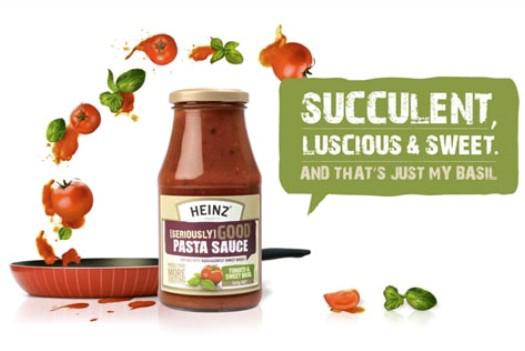 SUCCULENT,
LUSCIOUS & SWEET.
AND THAT'S JUST MY BASIL
HEINZ
[SERIOUSLY] GOOD
PASTA SAUCE
TOMATO &
SWEET BASIL